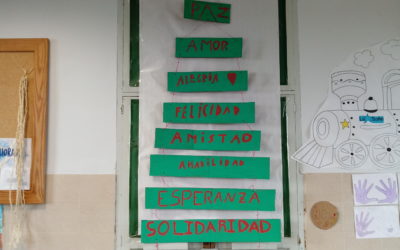 PAZ
AMOR
ALEGRIA
FELICIDAD
AMISTAD
AMABILIDAD
ESPERANZA
SOLIDARIDAD